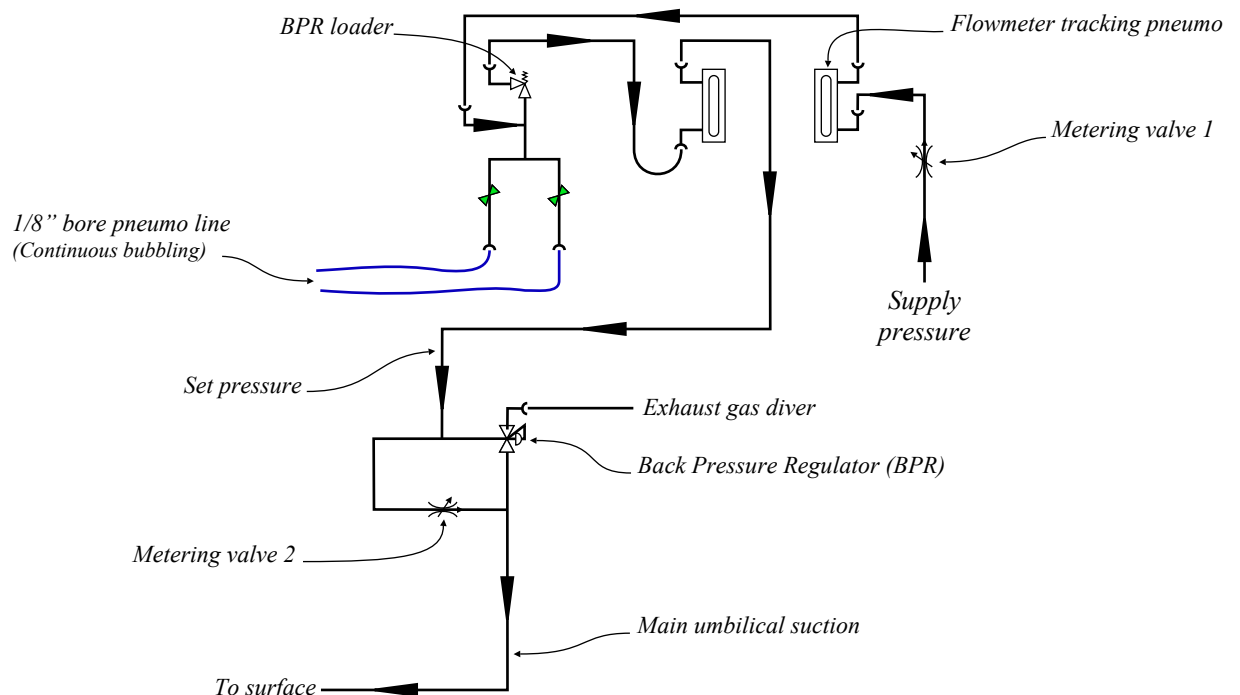 BPR loader
Flowmeter tracking pneumo
Metering valve 1
1/8” bore pneumo line
(Continuous bubbling)
Supply
pressure
Set pressure
Exhaust gas diver
Back Pressure Regulator (BPR)
Metering valve 2
Main umbilical suction
To surface